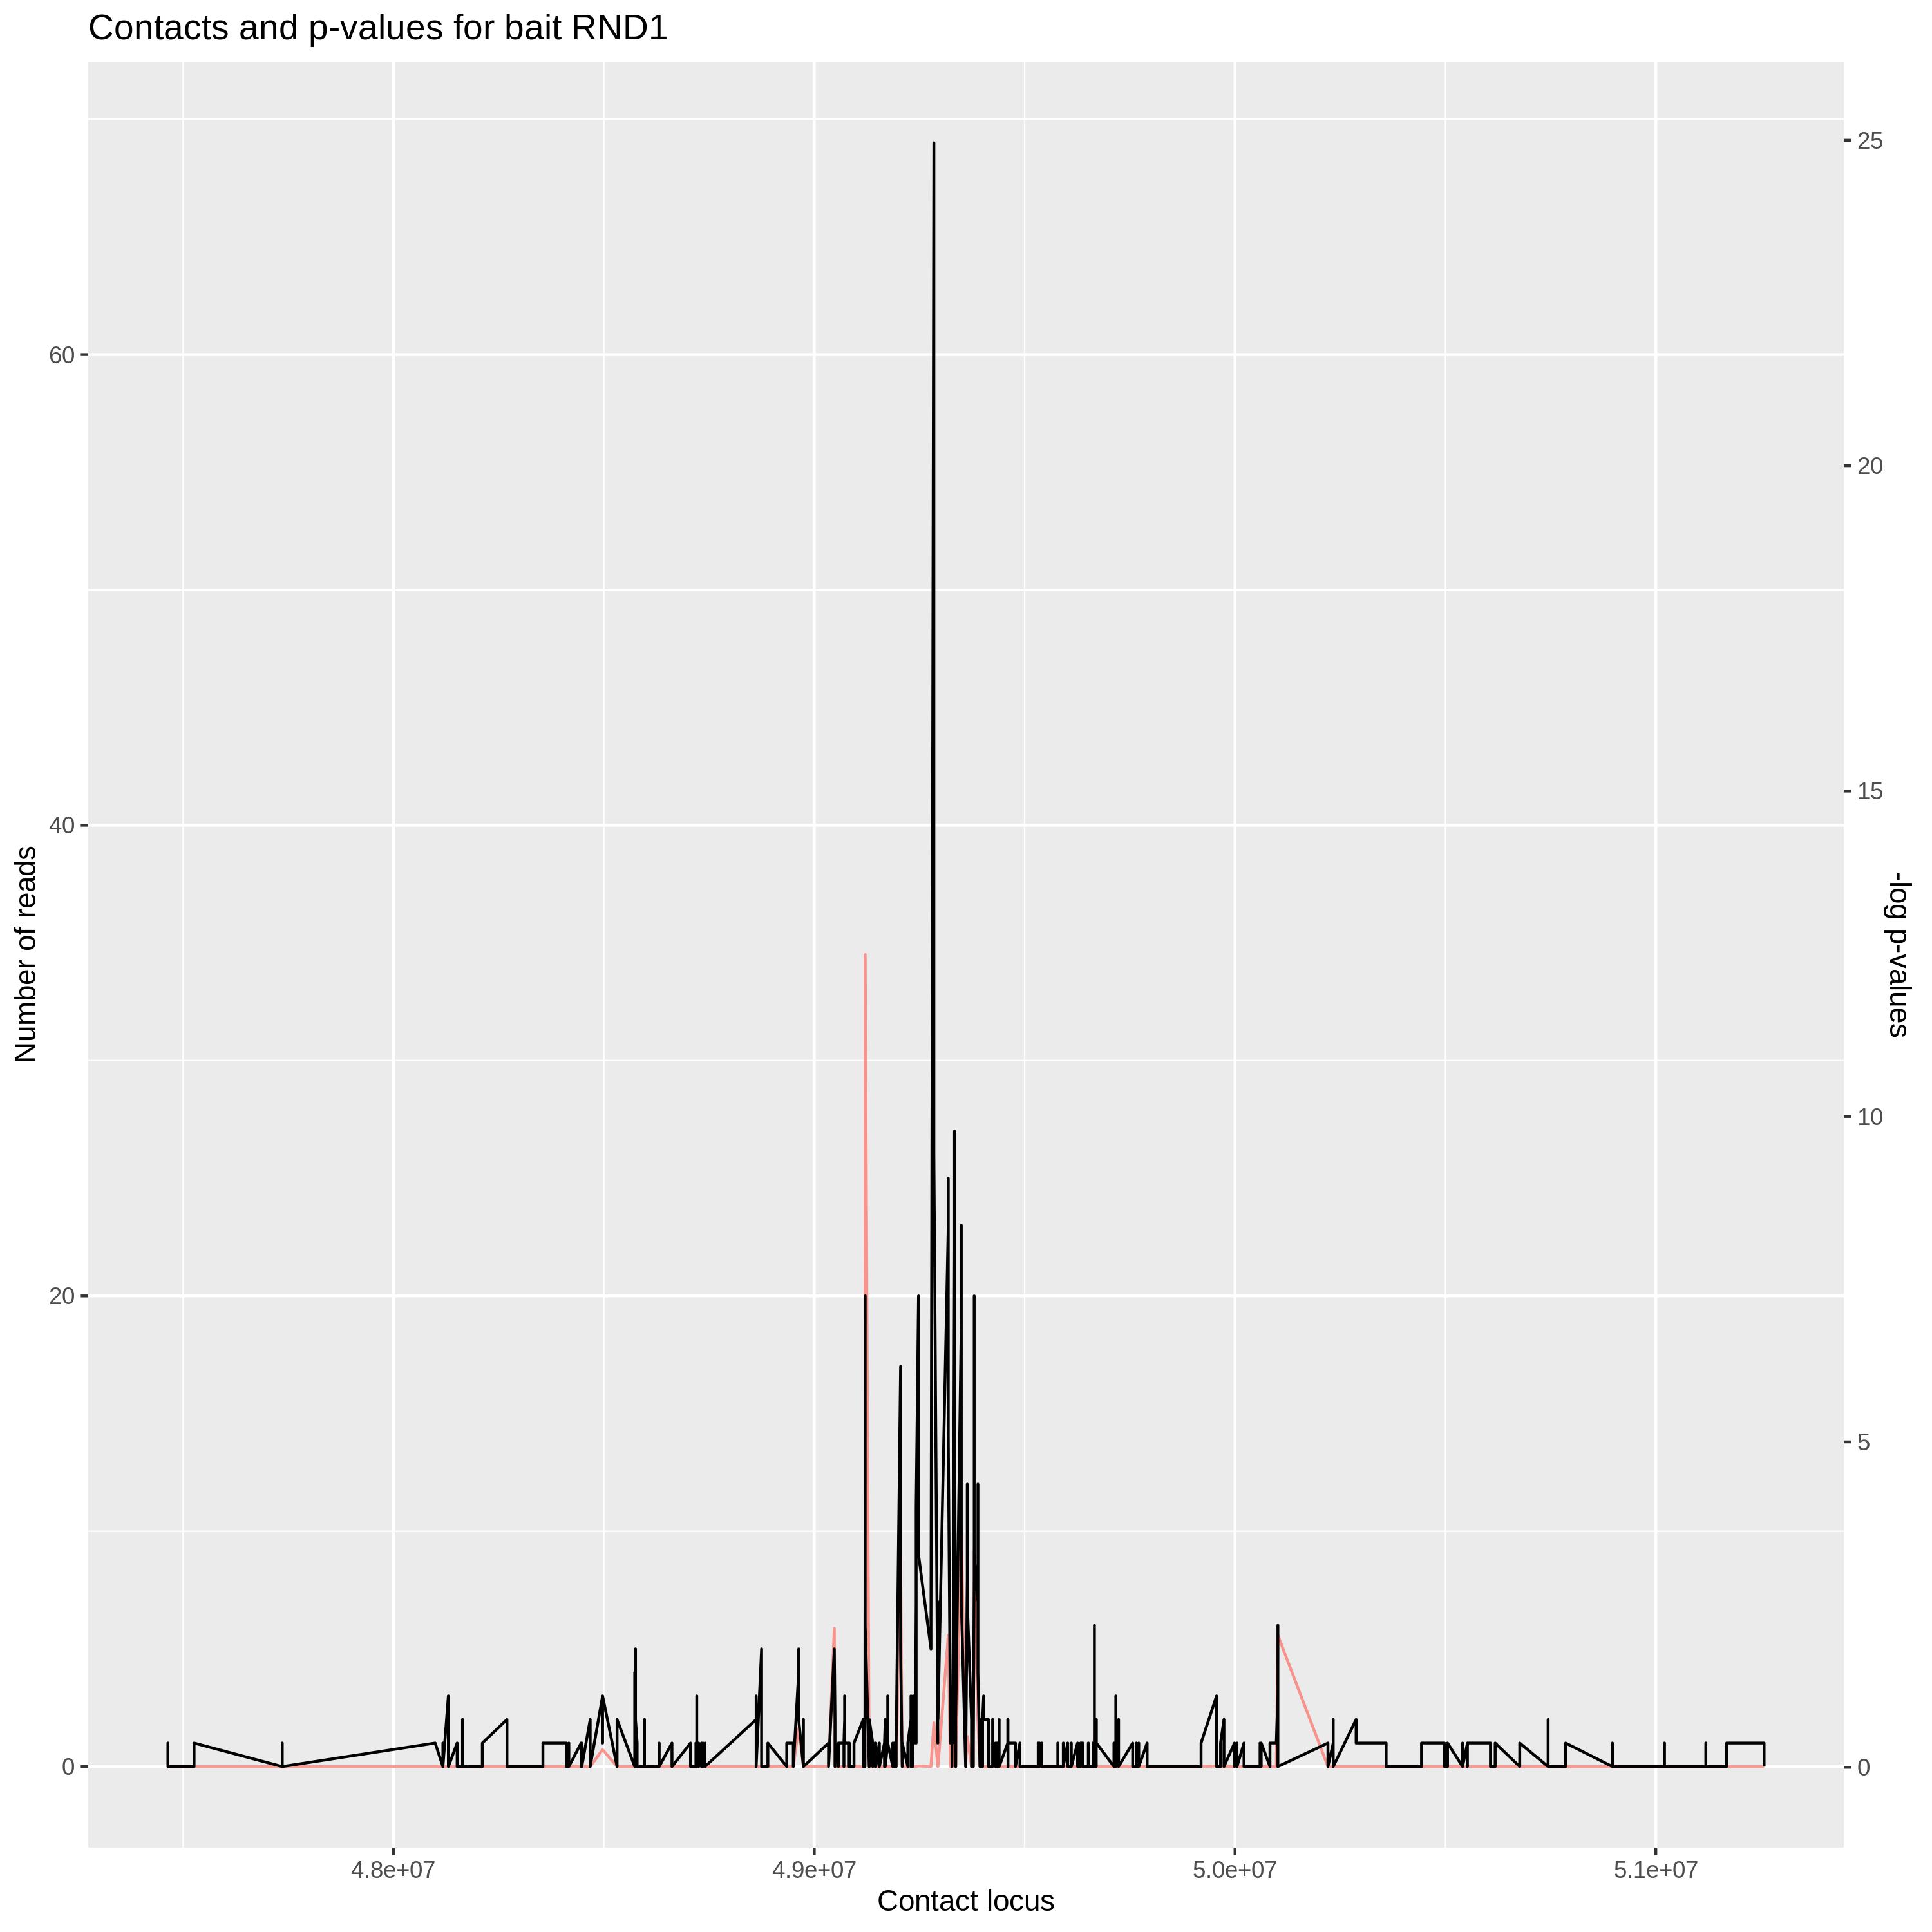 Contacts and p-values for bait RND1
25
60
20
15
40
Number of reads
-log p-values
10
20
5
0
0
4.8e+07
4.9e+07
5.0e+07
5.1e+07
Contact locus